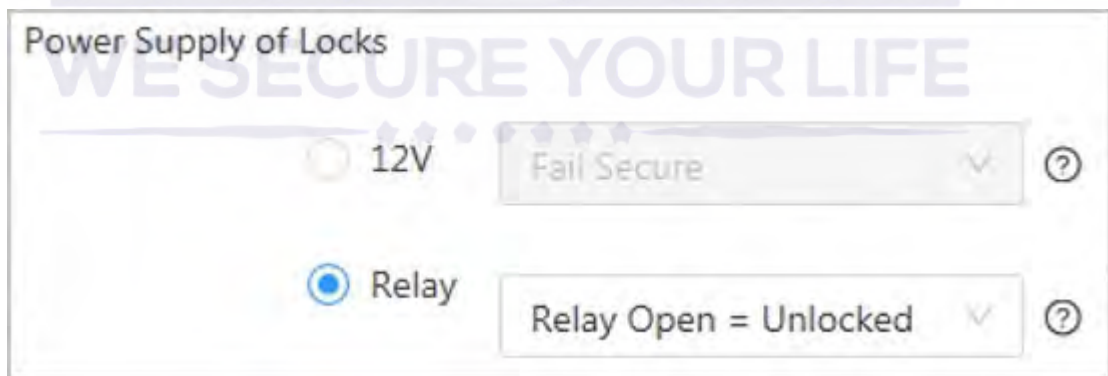 Power Supply of Locks
WE SECURE YOUR LIFE
12V Fail Secure
Relay Relay Open = Unlocked